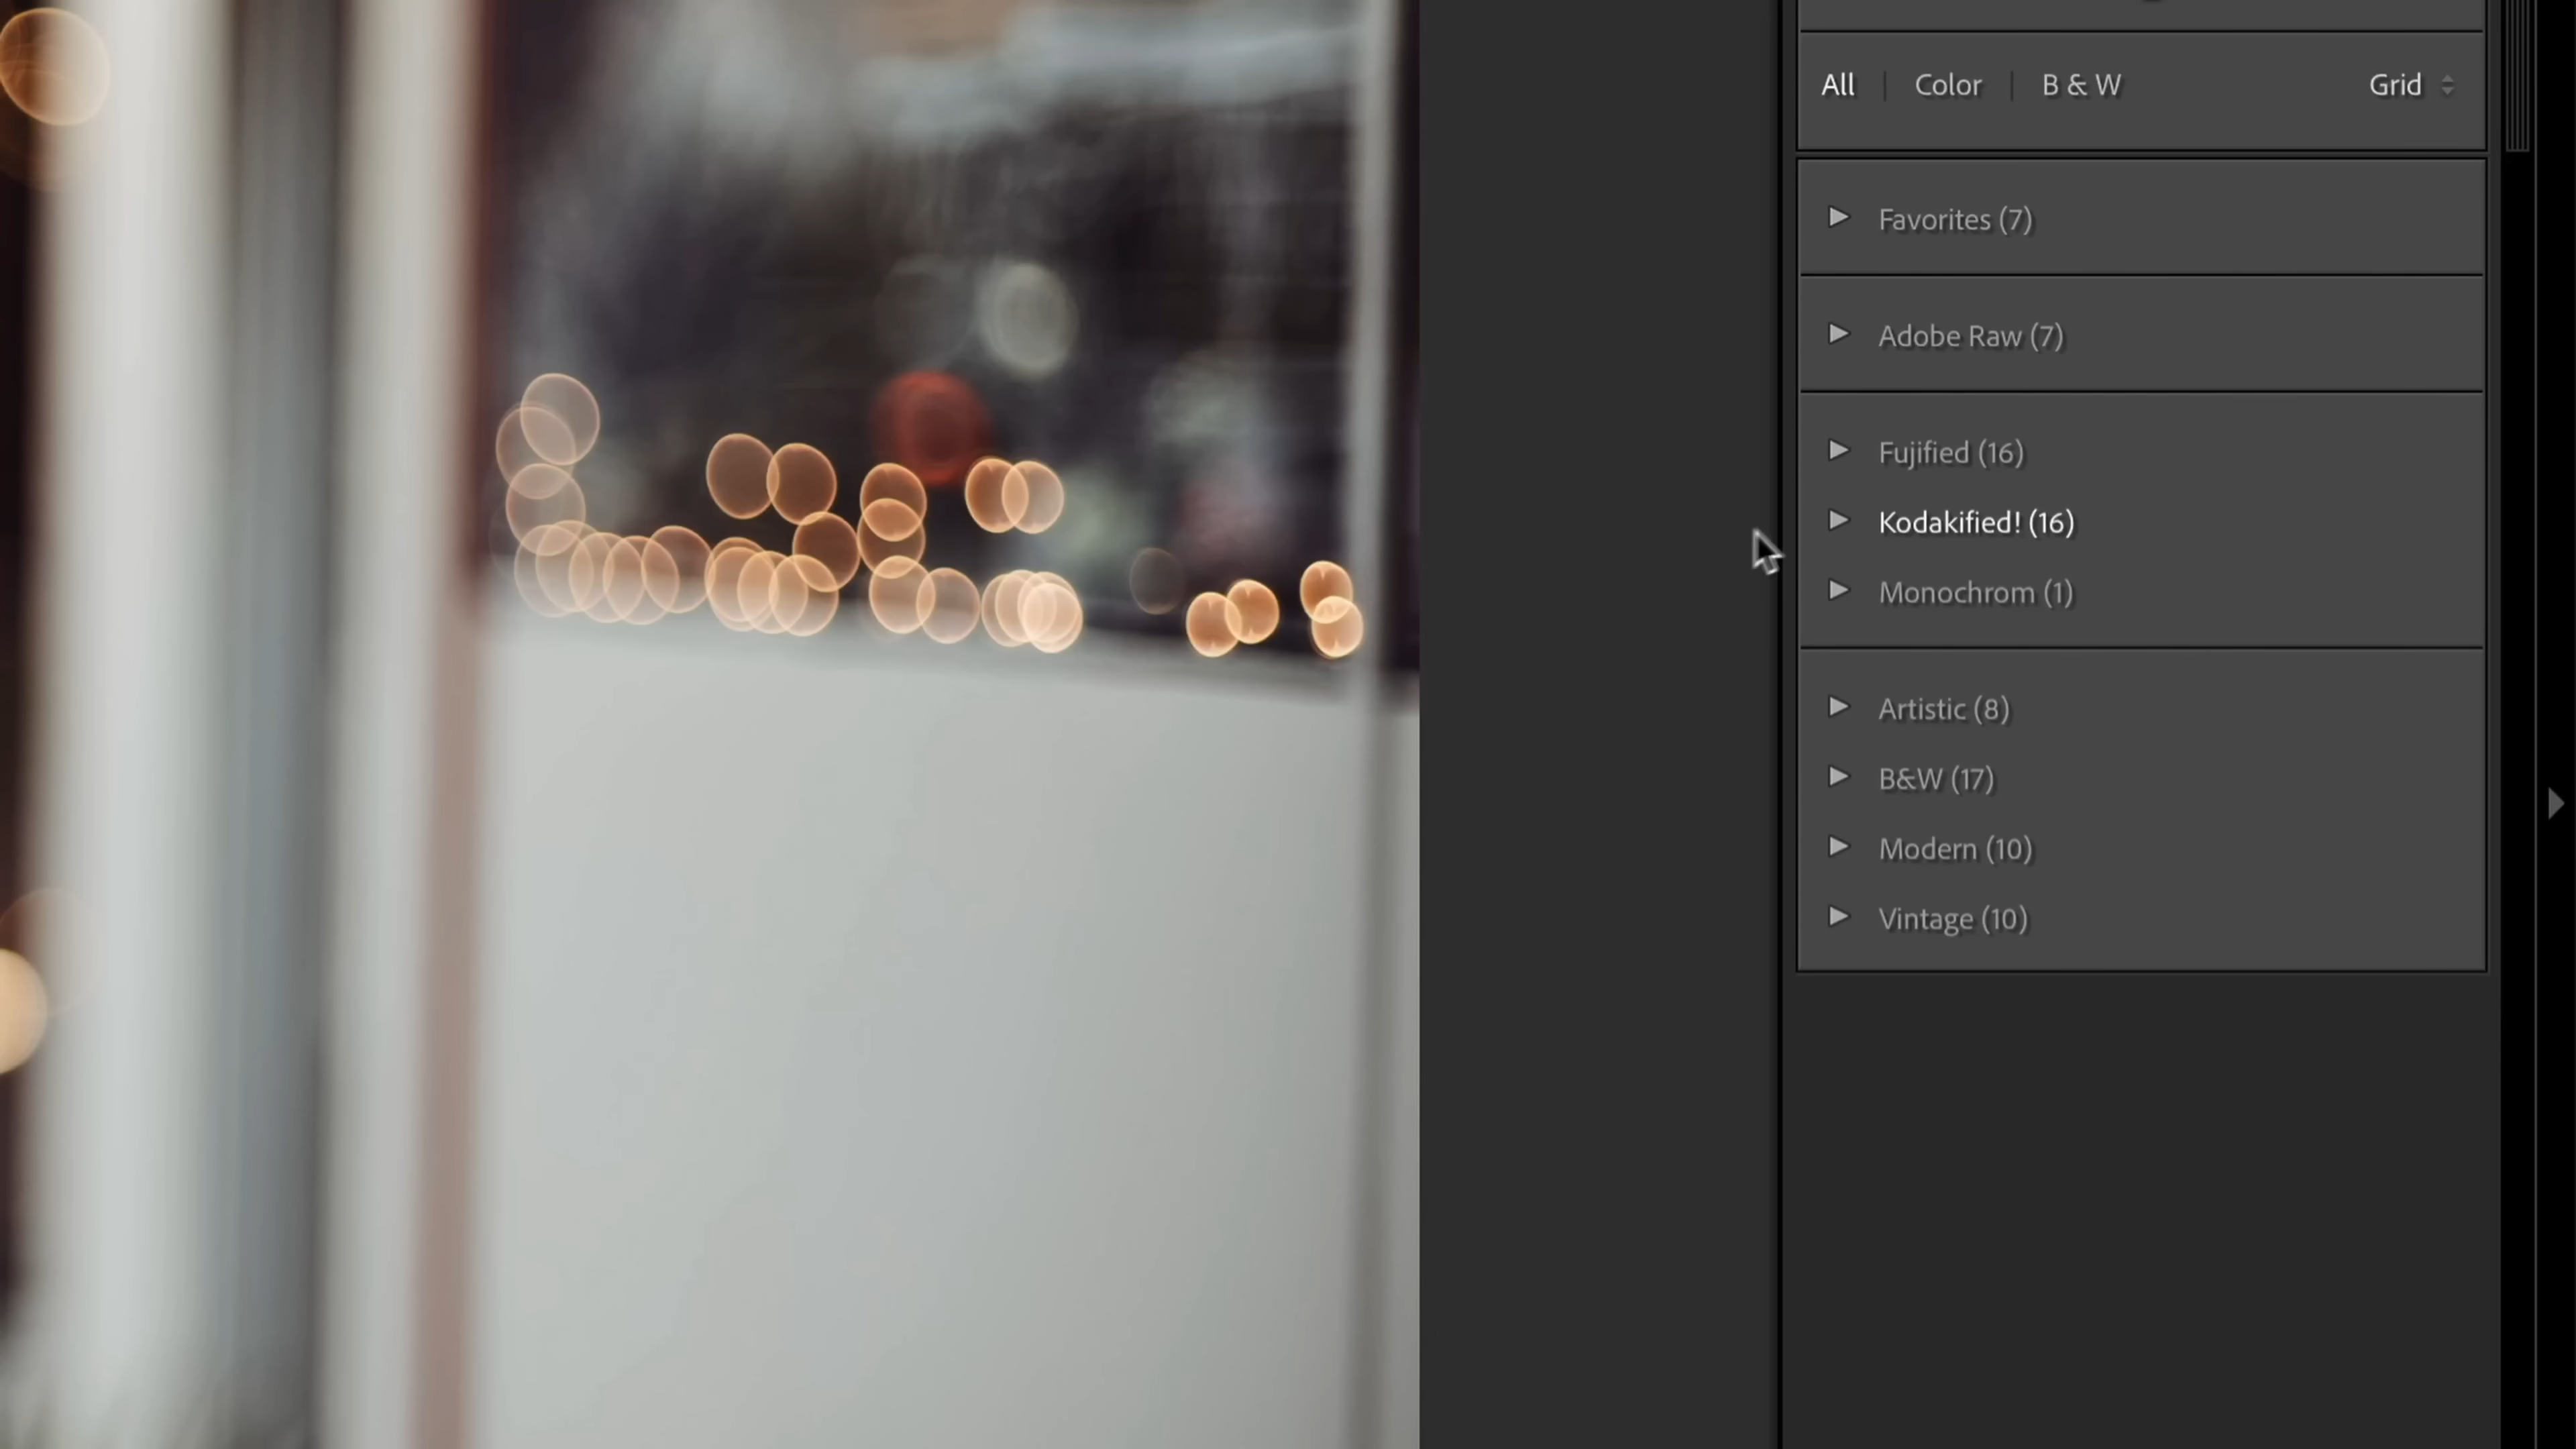 All | Color | B & W Grid
Favorites (7)
Adobe Raw (7)
Fujified (16)
Kodakified! (16)
Monochrom (1)
Artistic (8)
B&W (17)
Modern (10)
Vintage (10)